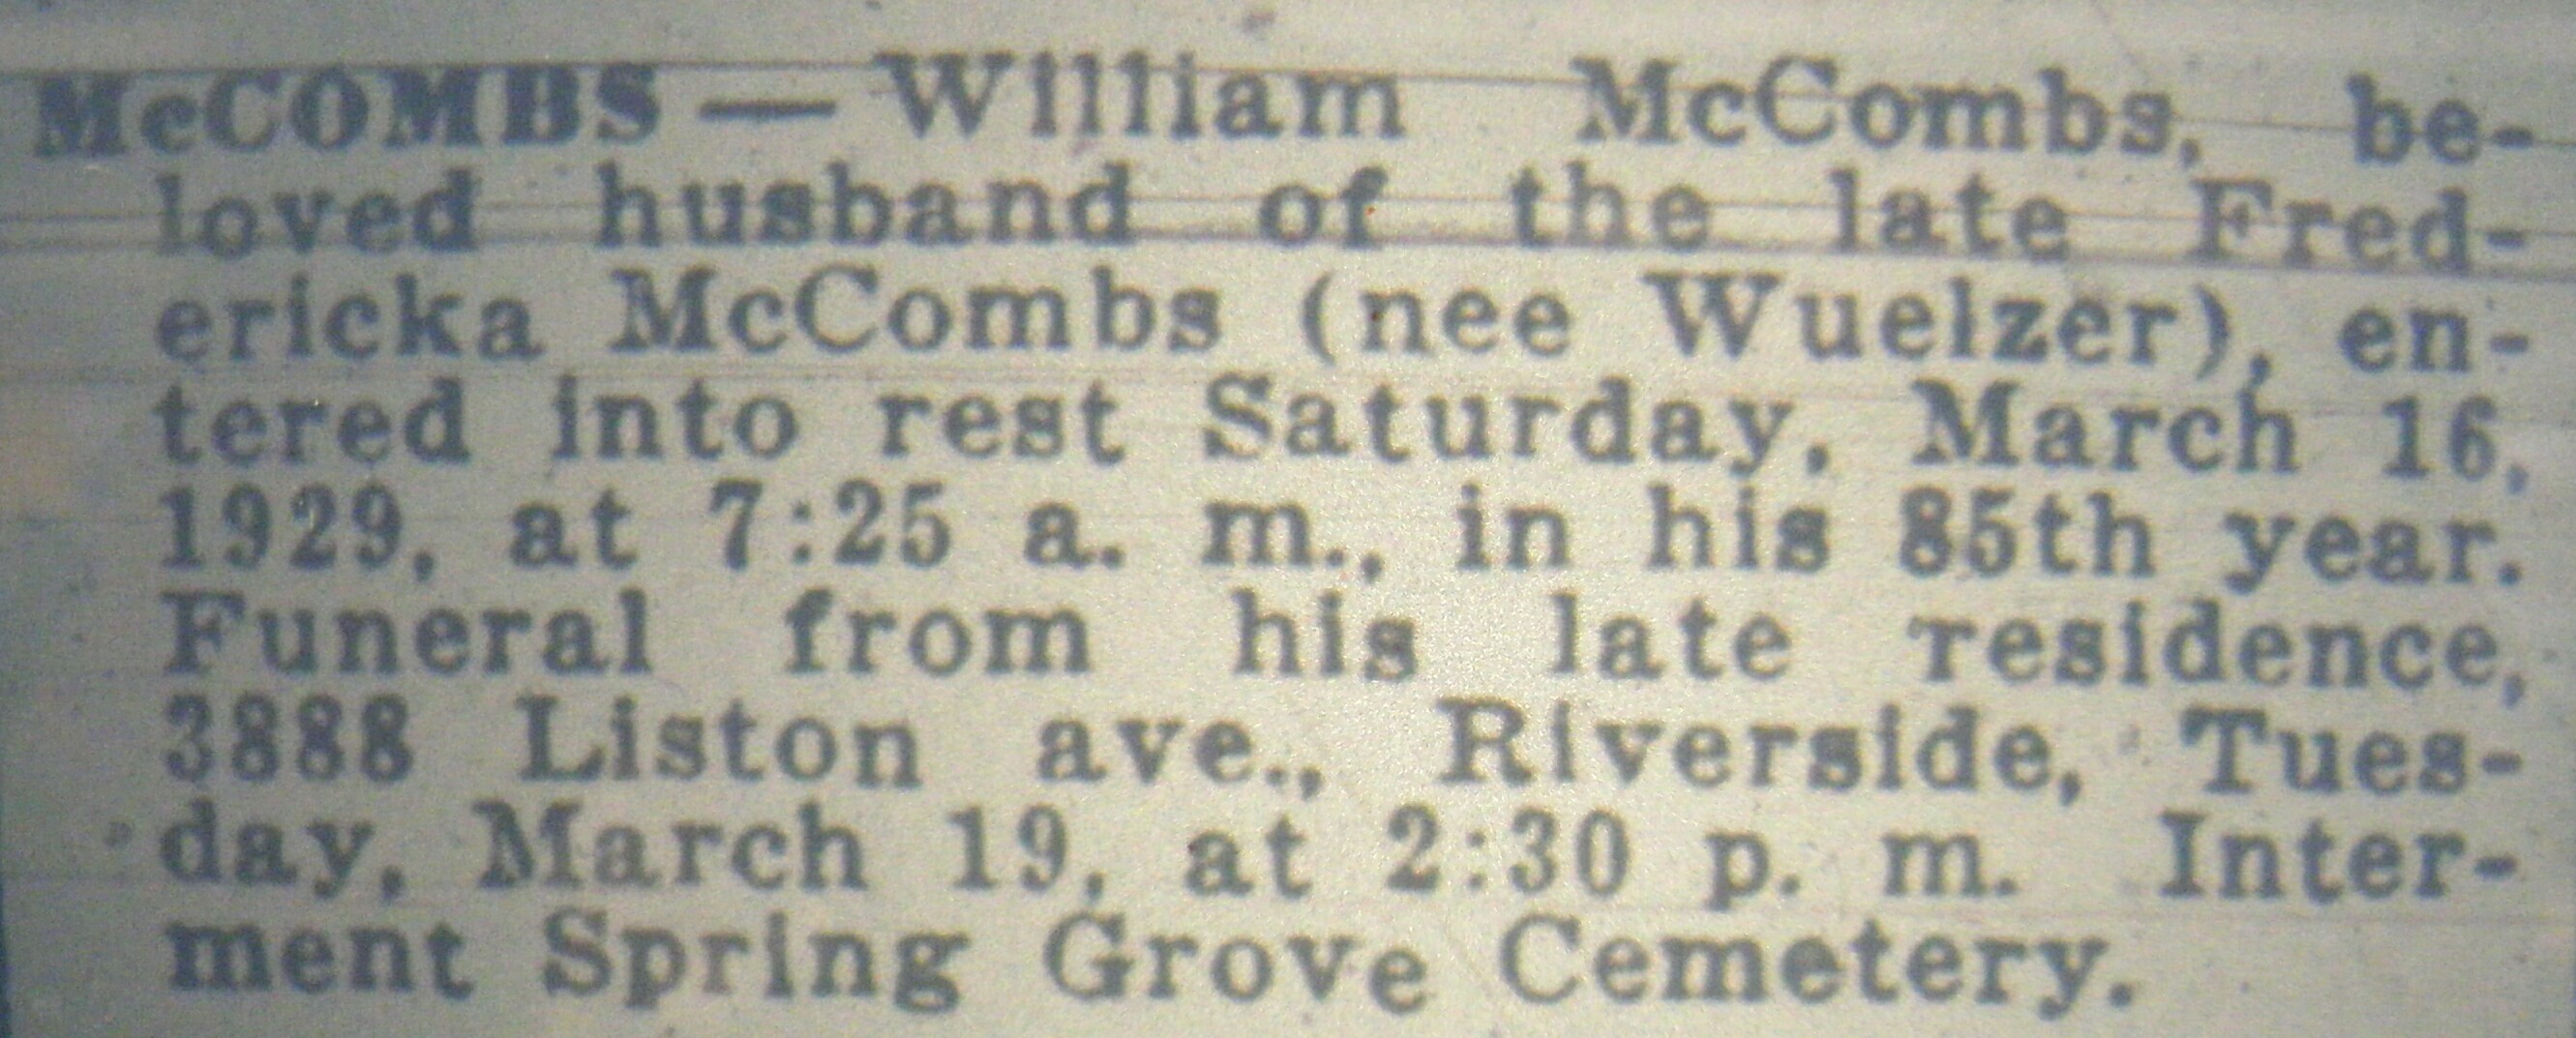 McCOMBS — William McCombs, be-
loved husband of the late Fred-
ericka McCombs (nee Wuelzer), en-
tered into rest Saturday, March 16,
1929, at 7:25 a. m., in his 85th year.
Funeral from his late residence,
3888 Liston ave., Riverside, Tues-
day, March 19, at 2:30 p. m. Inter-
ment Spring Grove Cemetery.